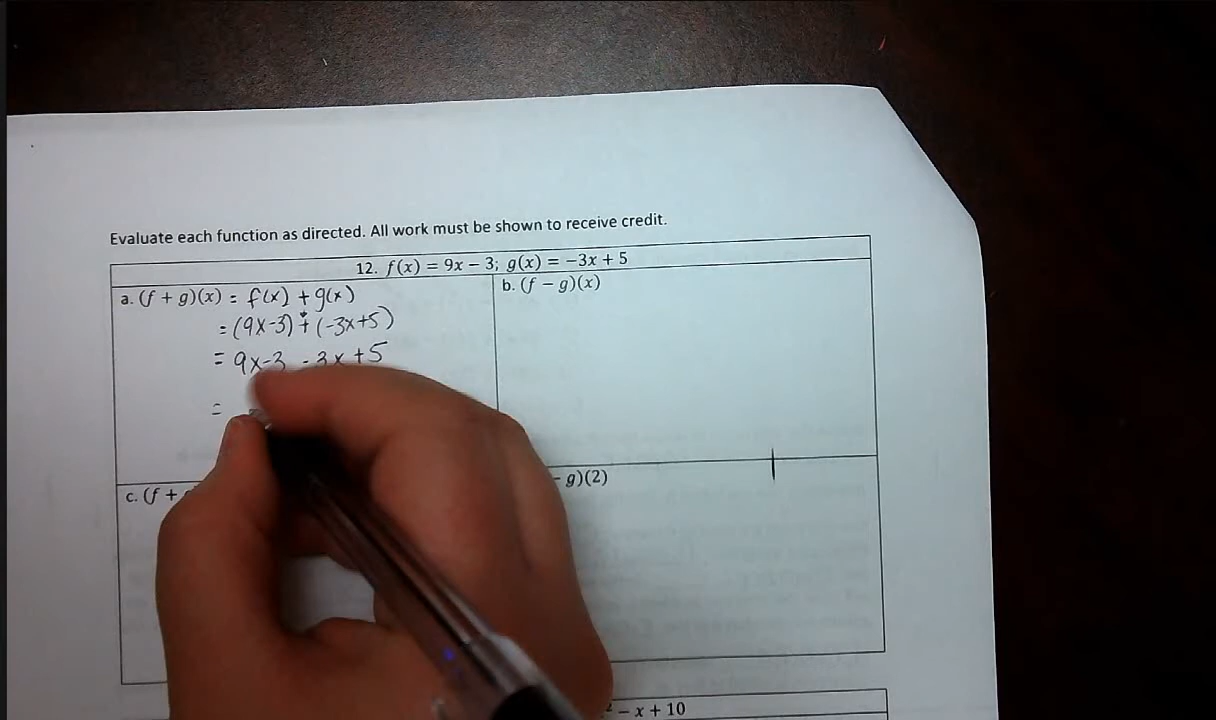 Evaluate each function as directed. All work must be shown to receive credit.
12. f(x) = 9x − 3; g(x) = −3x + 5
a. (f + g)(x) = f(x) + g(x)
= (9x-3) + (-3x+5)
= 9x-3 - 3x +5
=
b. (f − g)(x)
c. (f +
g)(2)
− x + 10